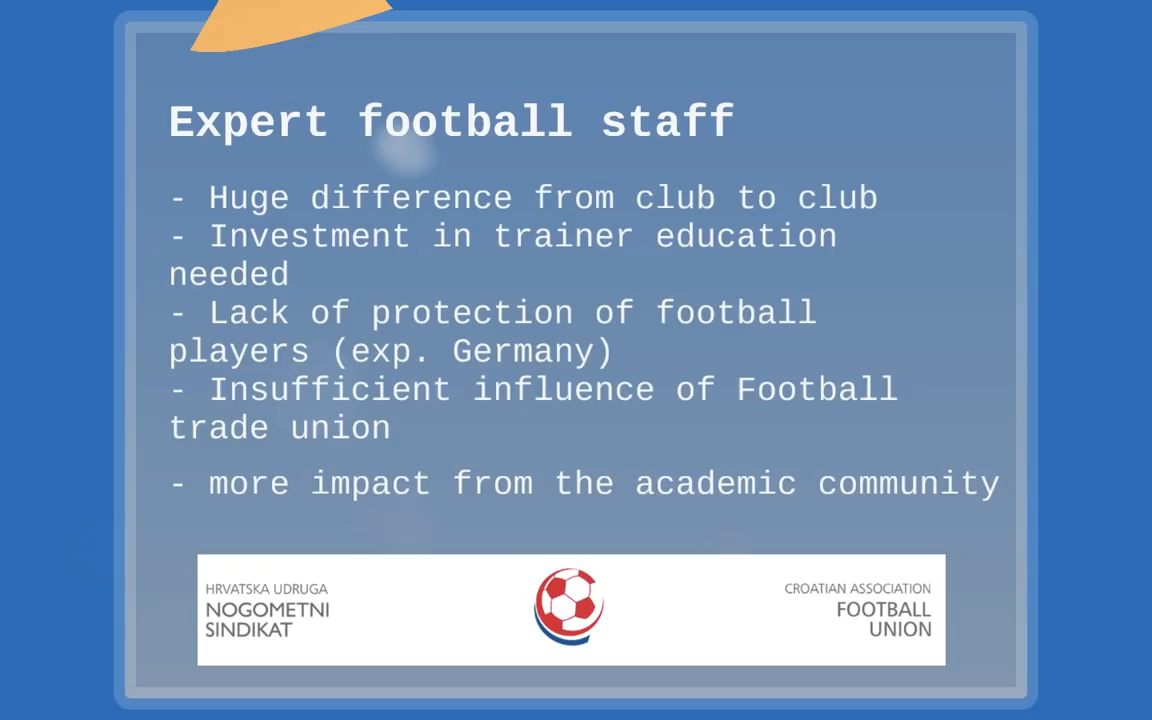 Expert football staff
- Huge difference from club to club
- Investment in trainer education
needed
- Lack of protection of football
players (exp. Germany)
- Insufficient influence of Football
trade union
- more impact from the academic community
HRVATSKA UDRUGA
NOGOMETNI
SINDIKAT
CROATIAN ASSOCIATION
FOOTBALL
UNION